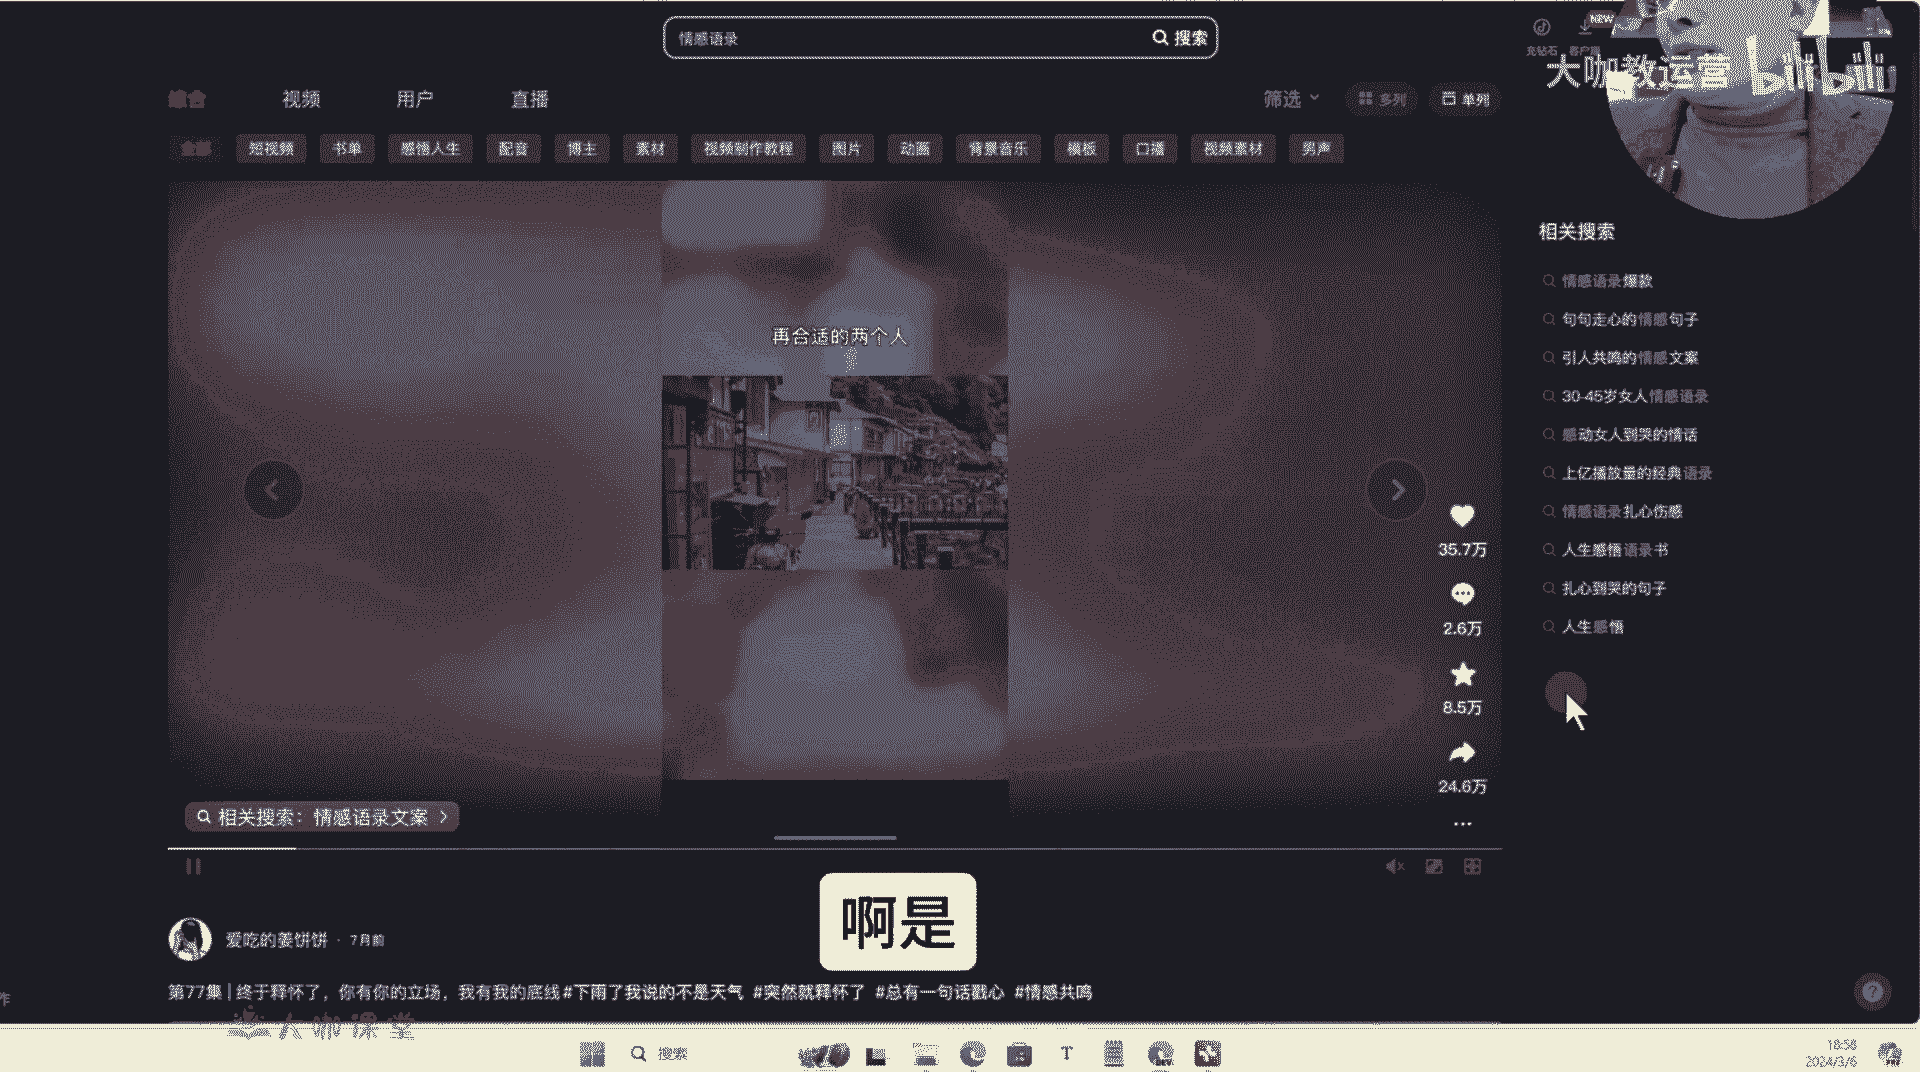 情感语录
搜索
NEW
充钻石
客户端
大咖教运营
bilibili
综合
视频
用户
直播
筛选
多列
单列
全部
短视频
书单
感悟人生
配音
博主
素材
视频制作教程
图片
动画
背景音乐
模板
口播
视频素材
男声
相关搜索
情感语录爆款
句句走心的情感句子
引人共鸣的情感文案
30-45岁女人情感语录
感动女人到哭的情话
上亿播放量的经典语录
情感语录扎心伤感
人生感悟语录书
扎心到哭的句子
人生感悟
再合适的两个人
35.7万
2.6万
8.5万
24.6万
相关搜索：情感语录文案
啊是
爱吃的姜饼饼 · 7月前
第77集 | 终于释怀了，你有你的立场，我有我的底线#下雨了我说的不是天气 #突然就释怀了 #总有一句话戳心 #情感共鸣
作
大咖课堂
搜索
18:58
2024/3/6